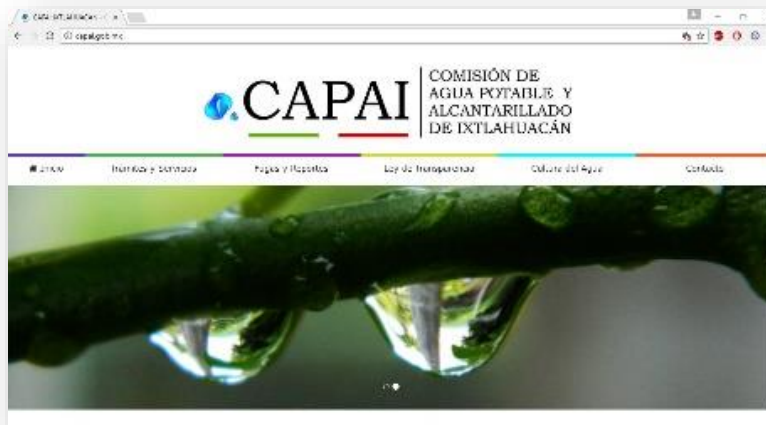 capai.gob.mx
CAPAI
COMISIÓN DE
AGUA POTABLE Y
ALCANTARILLADO
DE IXTLAHUACÁN
Inicio
Trámites y Servicios
Pagos y Reportes
Ley de Transparencia
Cultura del Agua
Contacto